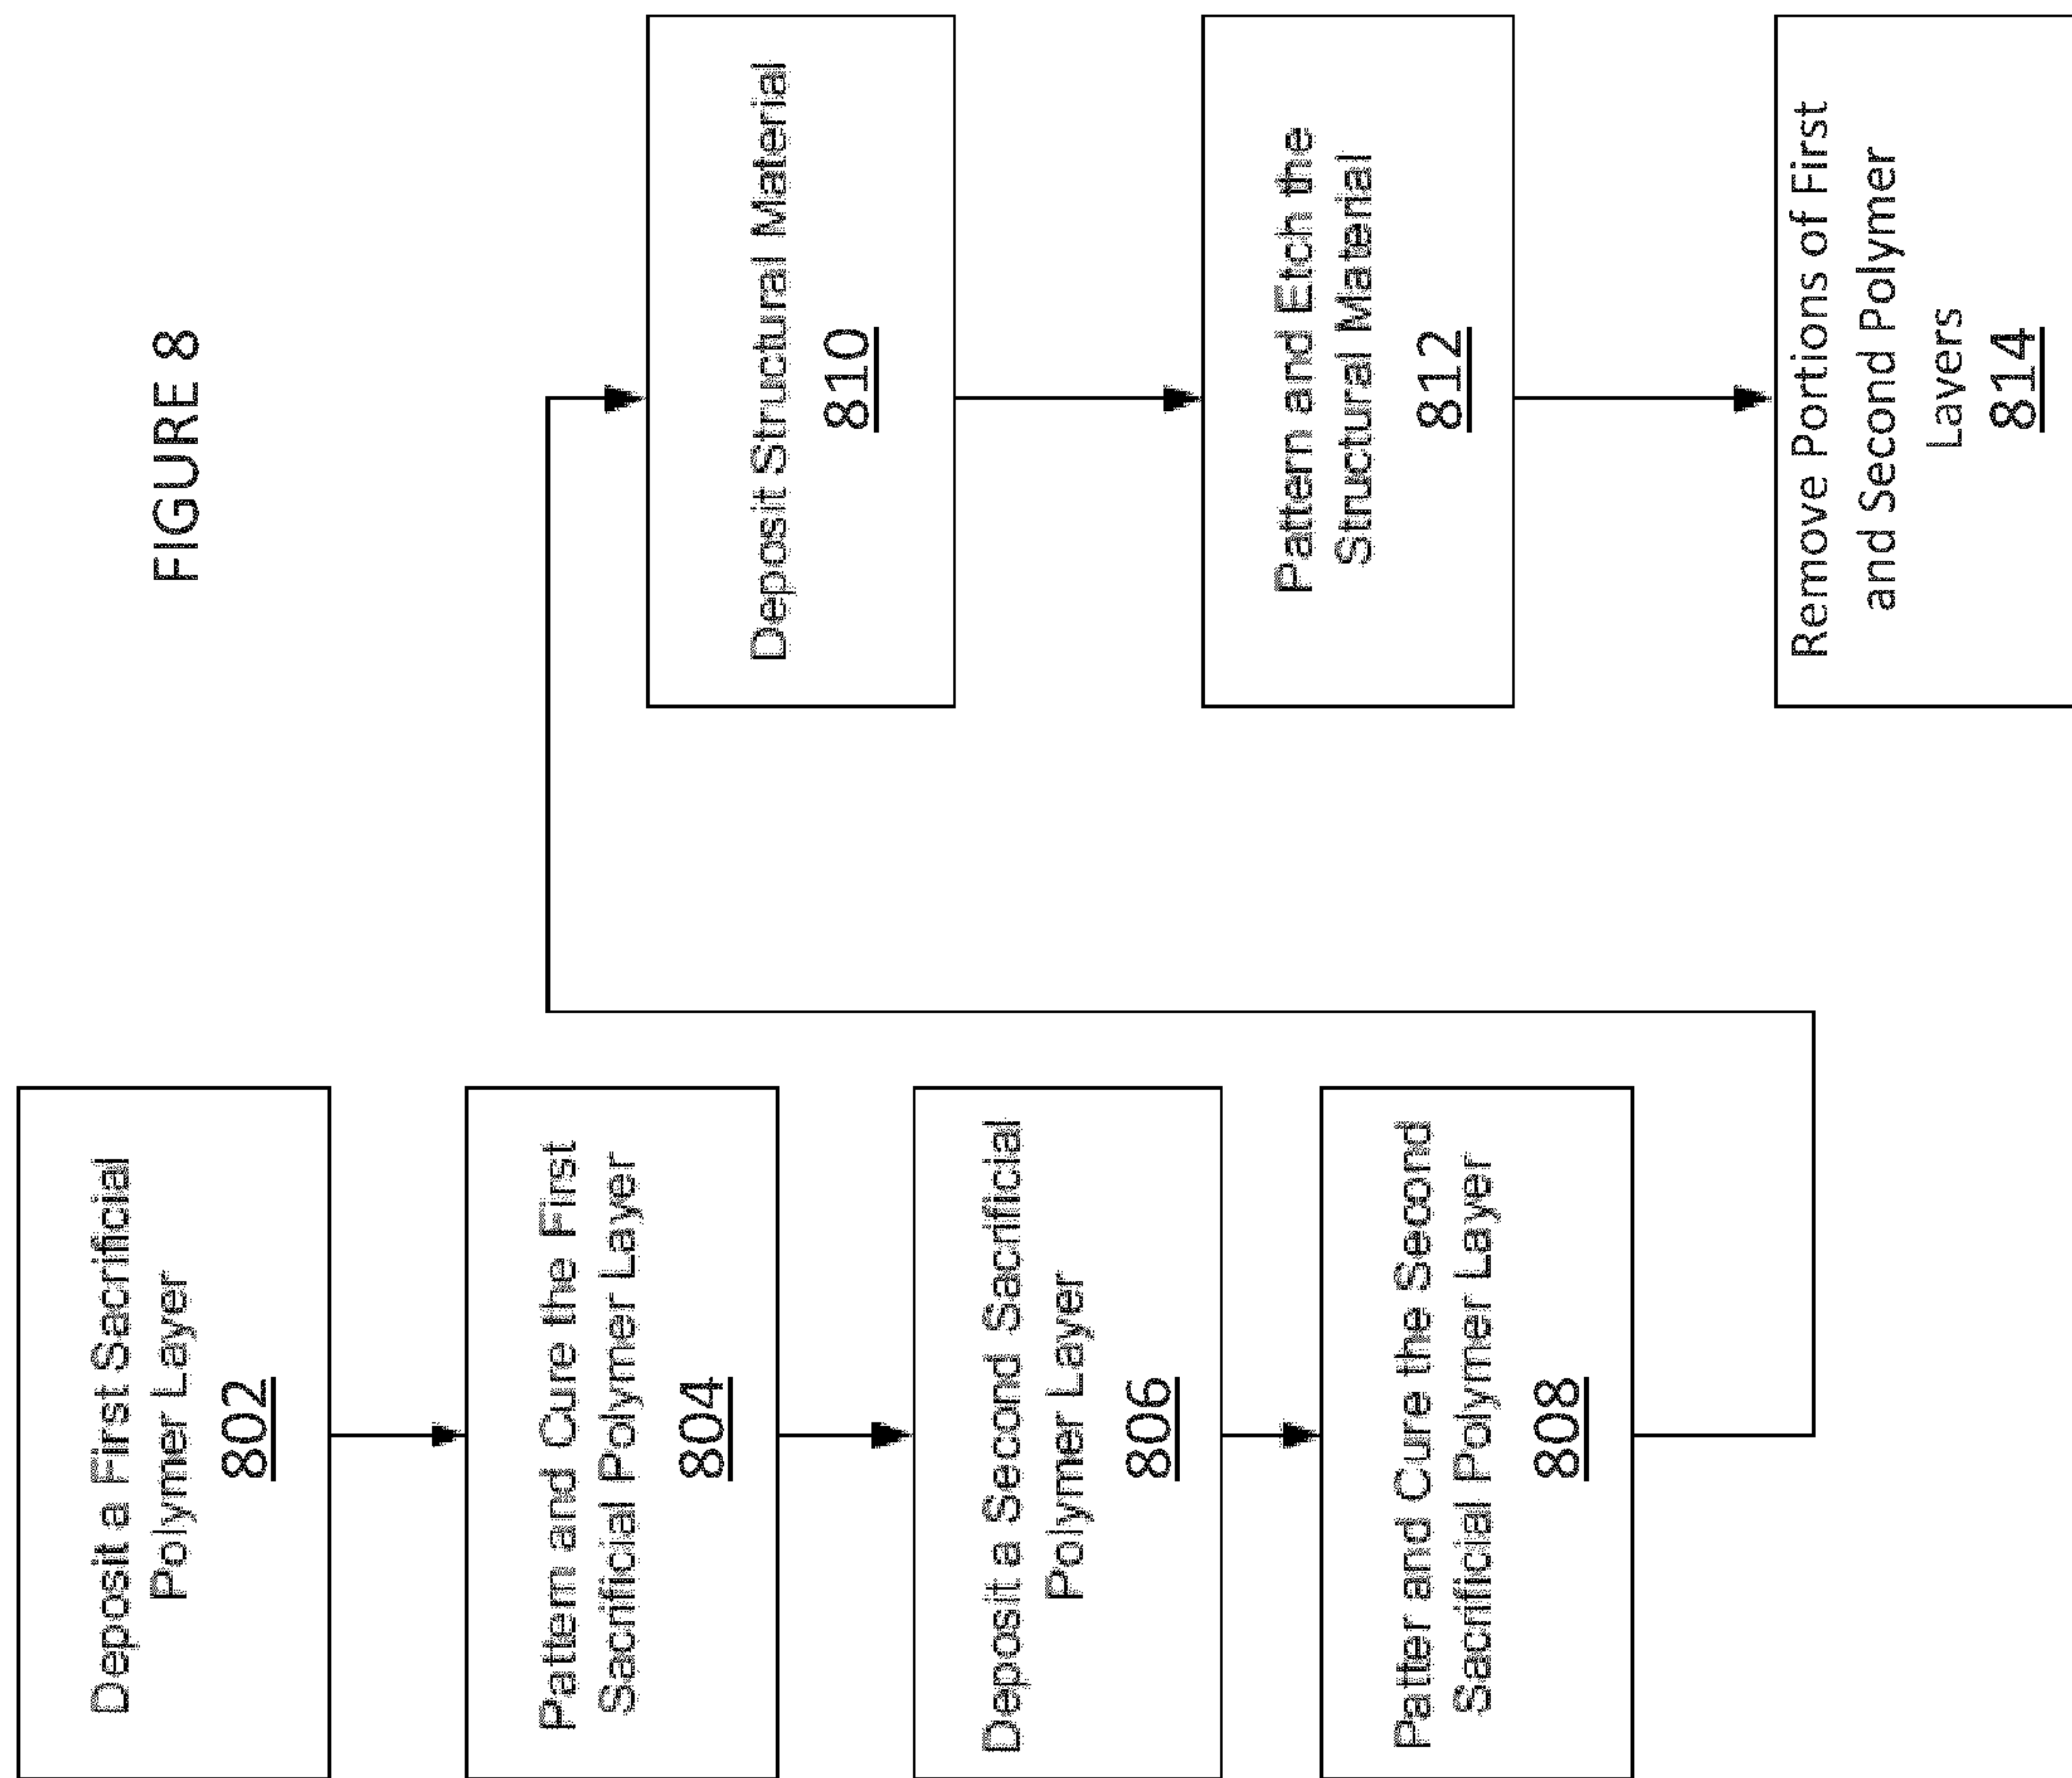 FIGURE 8
Deposit a First Sacrificial
Polymer Layer
802
Pattern and Cure the First
Sacrificial Polymer Layer
804
Deposit a Second Sacrificial
Polymer Layer
806
Patter and Cure the Second
Sacrificial Polymer Layer
808
Deposit Structural Material
810
Pattern and Etch the
Structural Material
812
Remove Portions of First
and Second Polymer
Layers
814